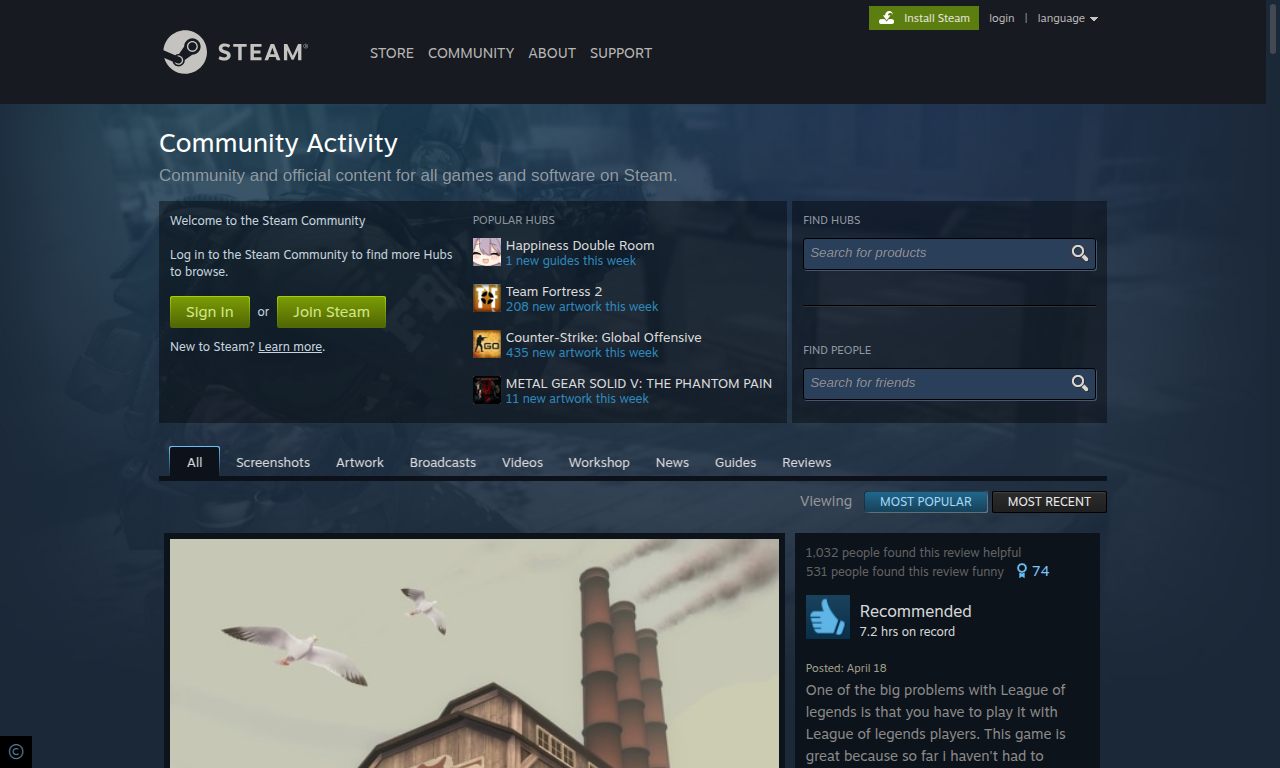 Install Steam
login | language
STEAM®
STORE COMMUNITY ABOUT SUPPORT
Community Activity
Community and official content for all games and software on Steam.
Welcome to the Steam Community
Log in to the Steam Community to find more Hubs
to browse.
Sign In or Join Steam
New to Steam? Learn more.
POPULAR HUBS
Happiness Double Room
1 new guides this week
Team Fortress 2
208 new artwork this week
GO
Counter-Strike: Global Offensive
435 new artwork this week
METAL GEAR SOLID V: THE PHANTOM PAIN
11 new artwork this week
FIND HUBS
Search for products
FIND PEOPLE
Search for friends
All Screenshots Artwork Broadcasts Videos Workshop News Guides Reviews
Viewing MOST POPULAR MOST RECENT
1,032 people found this review helpful
531 people found this review funny 74
Recommended
7.2 hrs on record
Posted: April 18
One of the big problems with League of
legends is that you have to play it with
League of legends players. This game is
great because so far I haven't had to
©